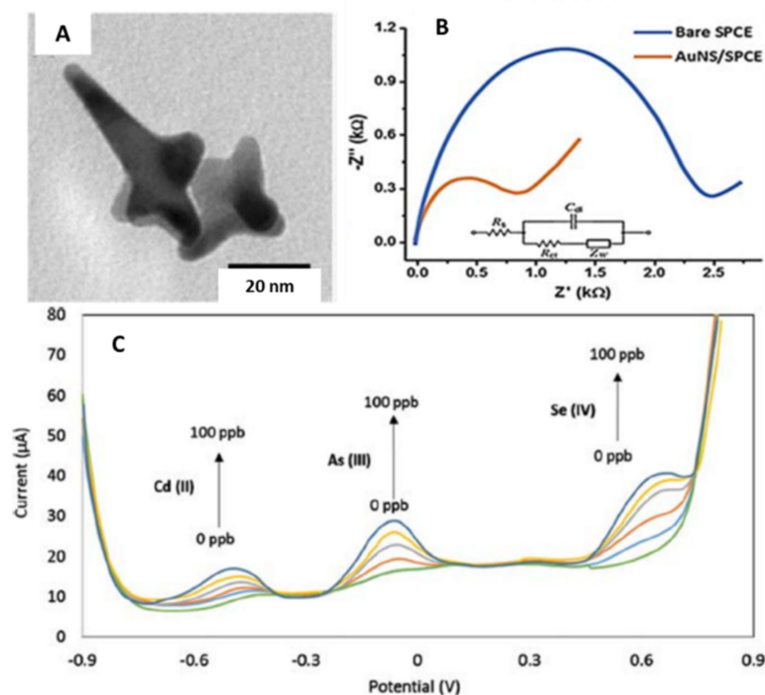 A
20 nm
B
Bare SPCE
AuNS/SPCE
-Z'' (kΩ)
1.2
0.9
0.6
0.3
0.0
Rs
Cdl
Rct
Zw
0.0 0.5 1.0 1.5 2.0 2.5
Z' (kΩ)
C
Current (µA)
80
70
60
50
40
30
20
10
0
Cd (II)
100 ppb
0 ppb
As (III)
100 ppb
0 ppb
Se (IV)
100 ppb
0 ppb
-0.9 -0.6 -0.3 0 0.3 0.6 0.9
Potential (V)